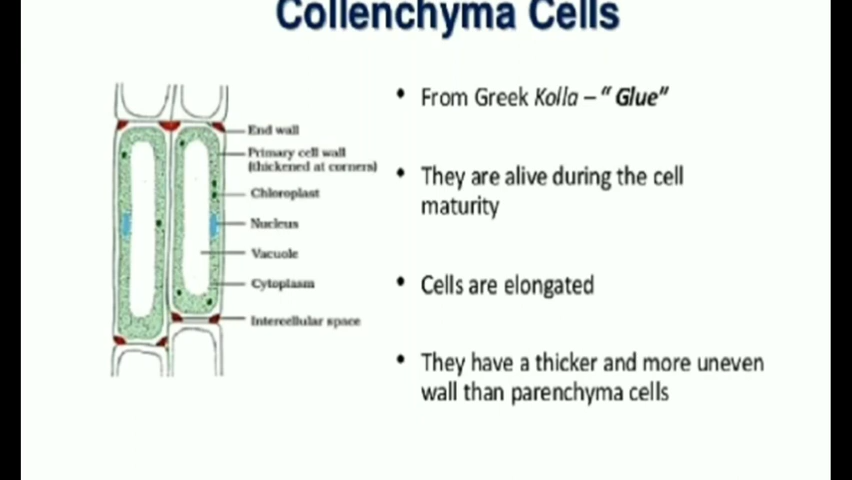 Collenchyma Cells
End wall
Primary cell wall
(thickened at corners)
Chloroplast
Nucleus
Vacuole
Cytoplasm
Intercellular space
• From Greek Kolla – “ Glue”
• They are alive during the cell
maturity
• Cells are elongated
• They have a thicker and more uneven
wall than parenchyma cells